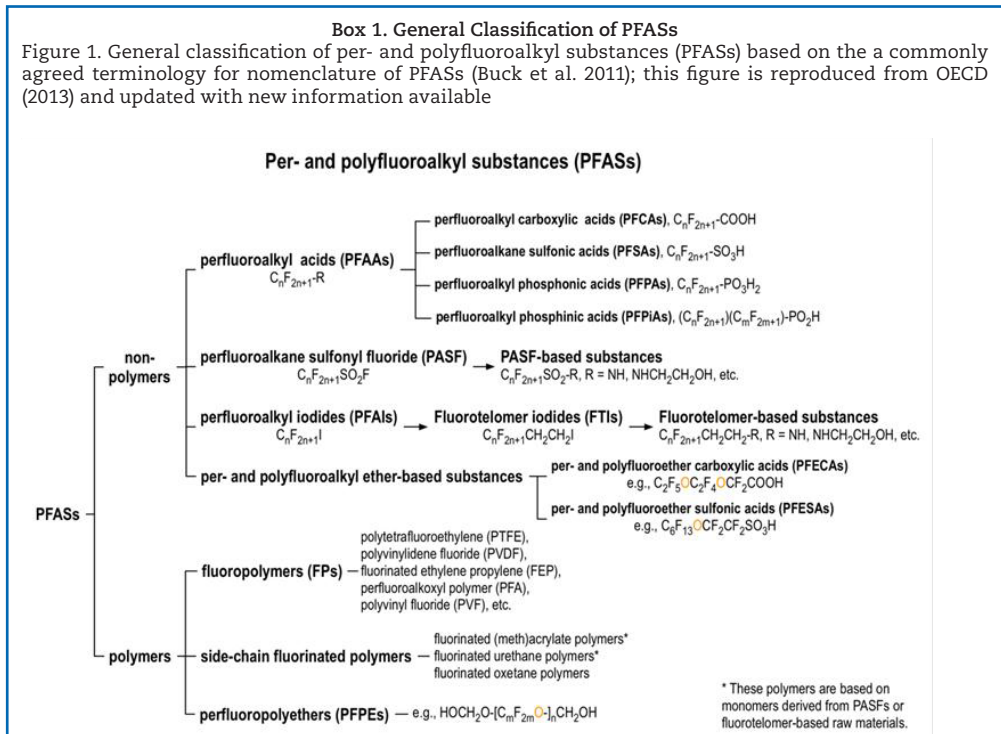 Box 1. General Classification of PFASs
Figure 1. General classification of per- and polyfluoroalkyl substances (PFASs) based on the a commonly
agreed terminology for nomenclature of PFASs (Buck et al. 2011); this figure is reproduced from OECD
(2013) and updated with new information available
Per- and polyfluoroalkyl substances (PFASs)
PFASs
non-
polymers
perfluoroalkyl acids (PFAAs)
CₙF₂ₙ₊₁-R
perfluoroalkyl carboxylic acids (PFCAs), CₙF₂ₙ₊₁-COOH
perfluoroalkane sulfonic acids (PFSAs), CₙF₂ₙ₊₁-SO₃H
perfluoroalkyl phosphonic acids (PFPAs), CₙF₂ₙ₊₁-PO₃H₂
perfluoroalkyl phosphinic acids (PFPiAs), (CₙF₂ₙ₊₁)(CₘF₂ₘ₊₁)-PO₂H
perfluoroalkane sulfonyl fluoride (PASF)
CₙF₂ₙ₊₁SO₂F
PASF-based substances
CₙF₂ₙ₊₁SO₂-R, R = NH, NHCH₂CH₂OH, etc.
perfluoroalkyl iodides (PFAIs)
CₙF₂ₙ₊₁I
Fluorotelomer iodides (FTIs)
CₙF₂ₙ₊₁CH₂CH₂I
Fluorotelomer-based substances
CₙF₂ₙ₊₁CH₂CH₂-R, R = NH, NHCH₂CH₂OH, etc.
per- and polyfluoroalkyl ether-based substances
per- and polyfluoroether carboxylic acids (PFECAs)
e.g., C₂F₅OC₂F₄OCF₂COOH
per- and polyfluoroether sulfonic acids (PFESAs)
e.g., C₆F₁₃OCF₂CF₂SO₃H
polymers
fluoropolymers (FPs)
polytetrafluoroethylene (PTFE),
polyvinylidene fluoride (PVDF),
fluorinated ethylene propylene (FEP),
perfluoroalkoxyl polymer (PFA),
polyvinyl fluoride (PVF), etc.
side-chain fluorinated polymers
fluorinated (meth)acrylate polymers*
fluorinated urethane polymers*
fluorinated oxetane polymers
perfluoropolyethers (PFPEs)
e.g., HOCH₂O-[CₘF₂ₘO-]ₙCH₂OH
* These polymers are based on
monomers derived from PASFs or
fluorotelomer-based raw materials.